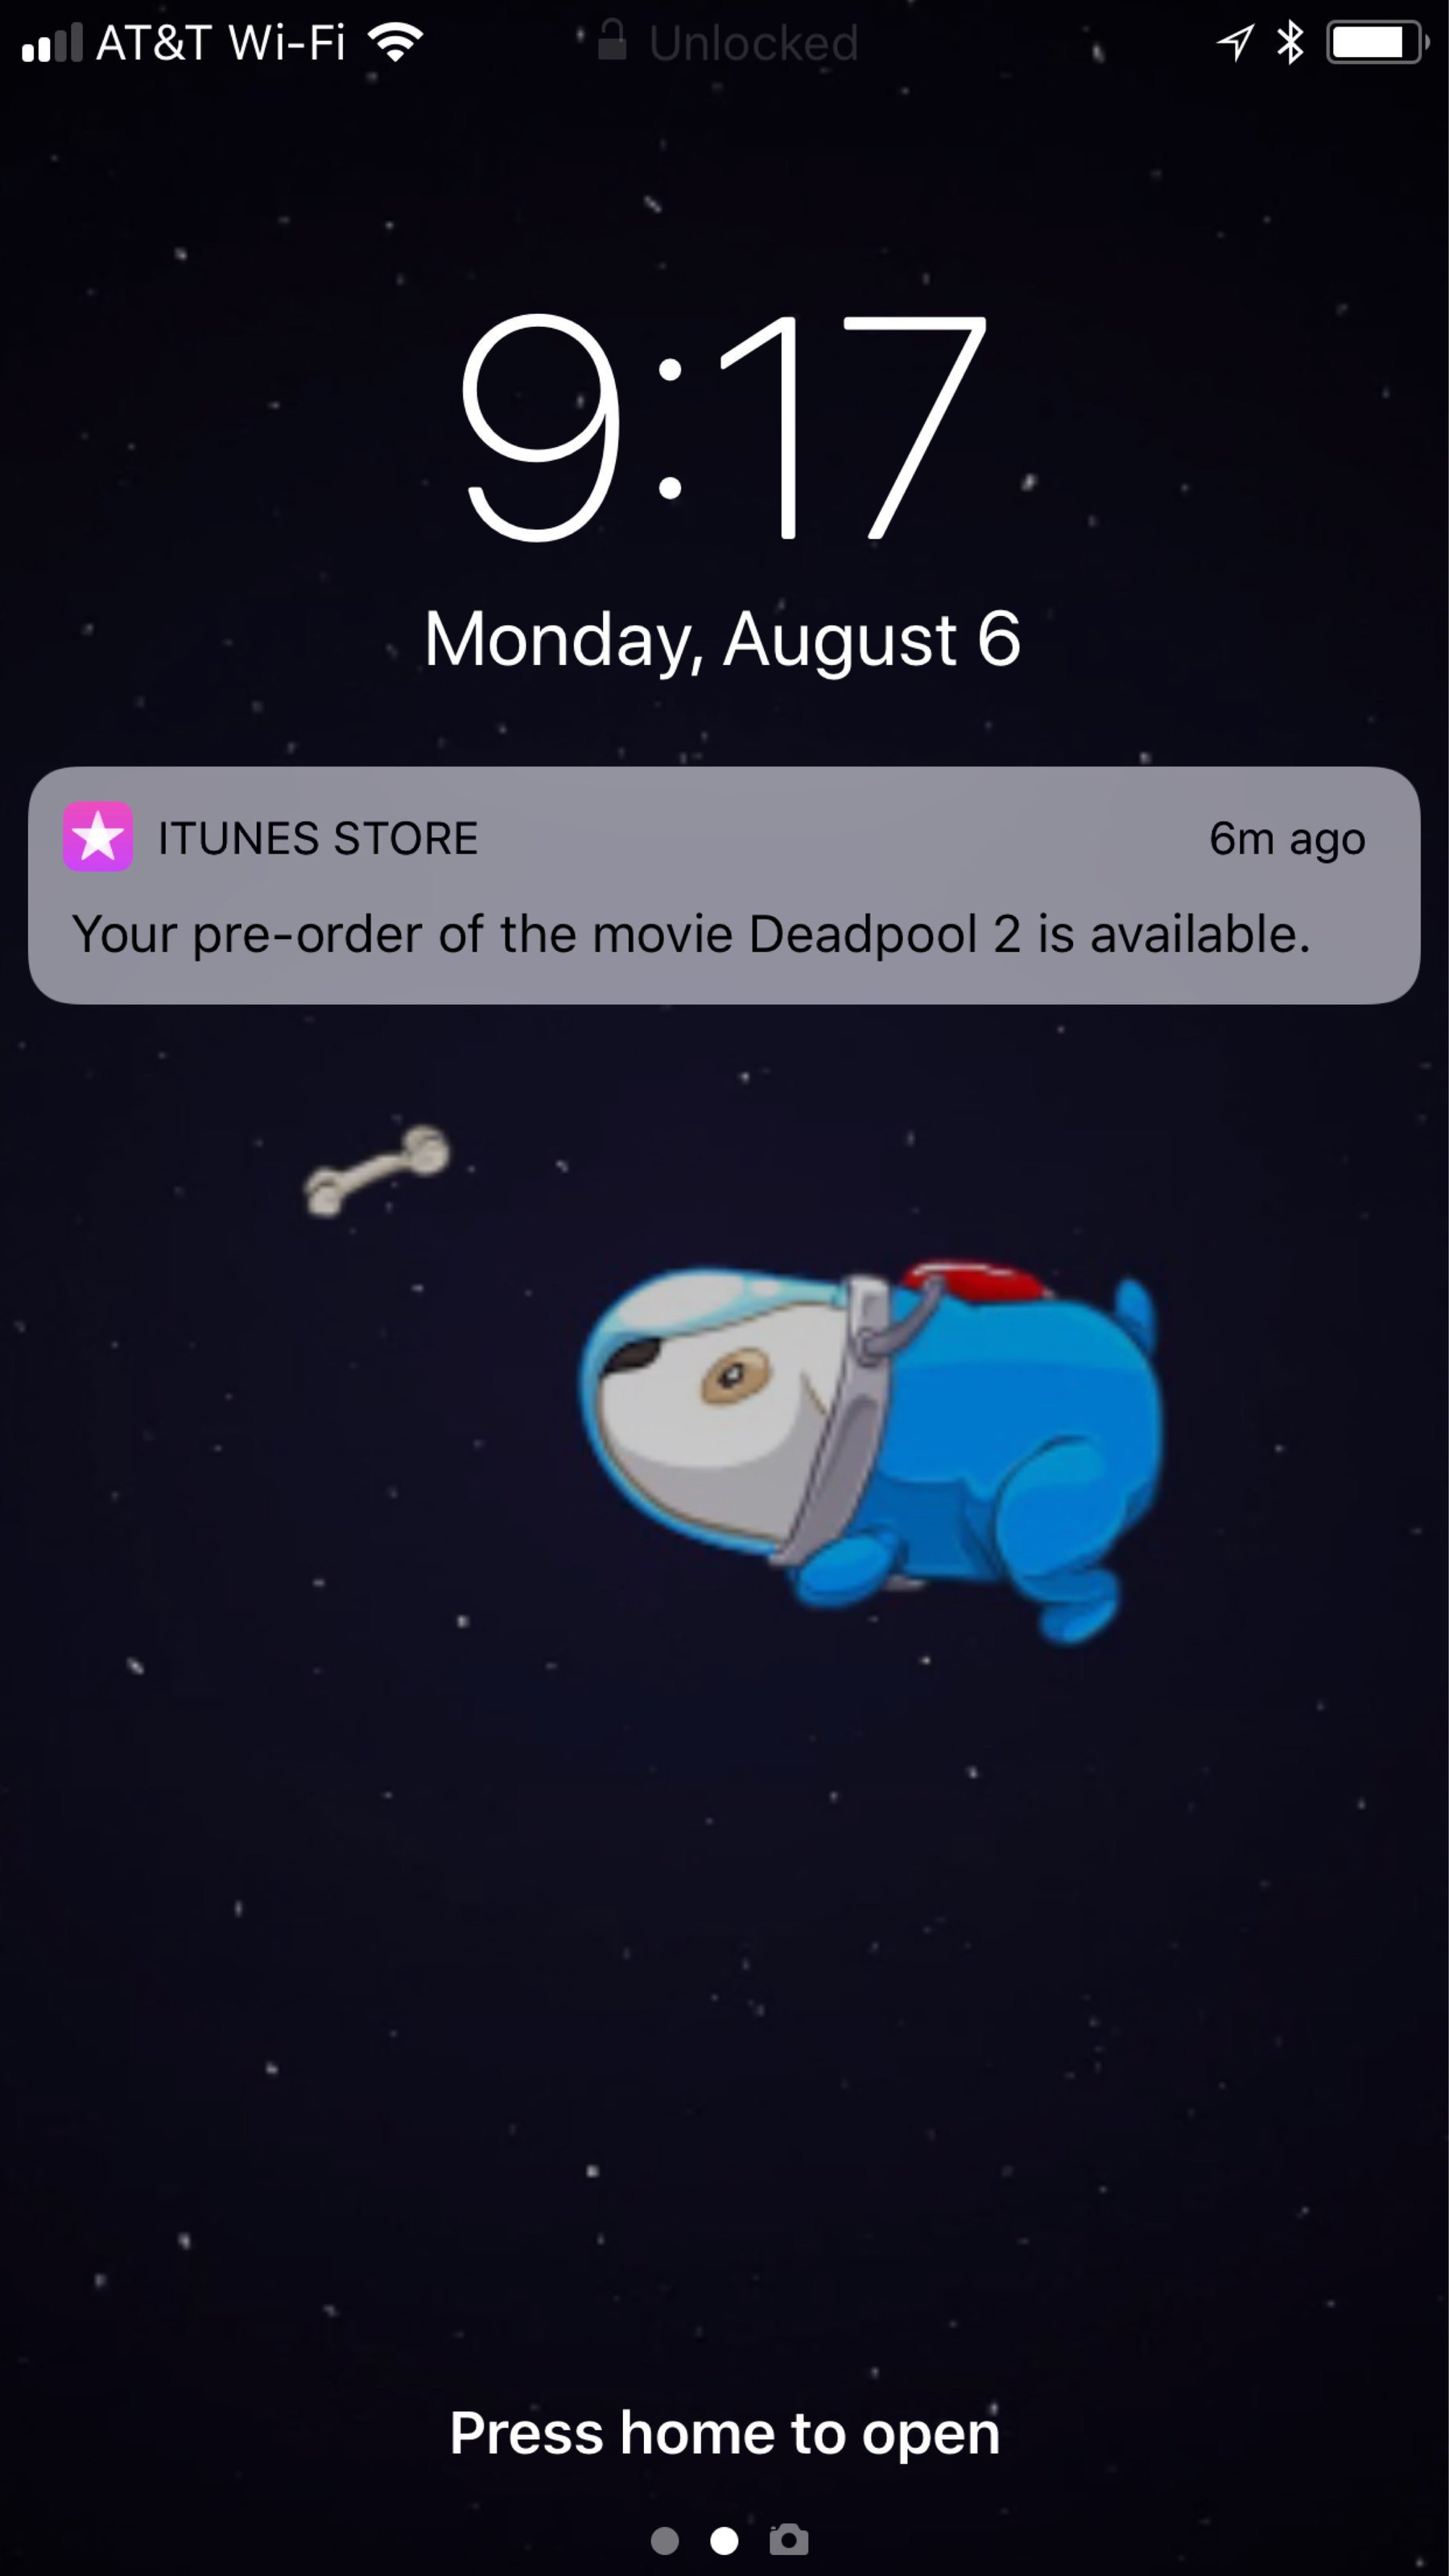 AT&T Wi-Fi Unlocked
9:17
Monday, August 6
ITUNES STORE 6m ago
Your pre-order of the movie Deadpool 2 is available.
Press home to open